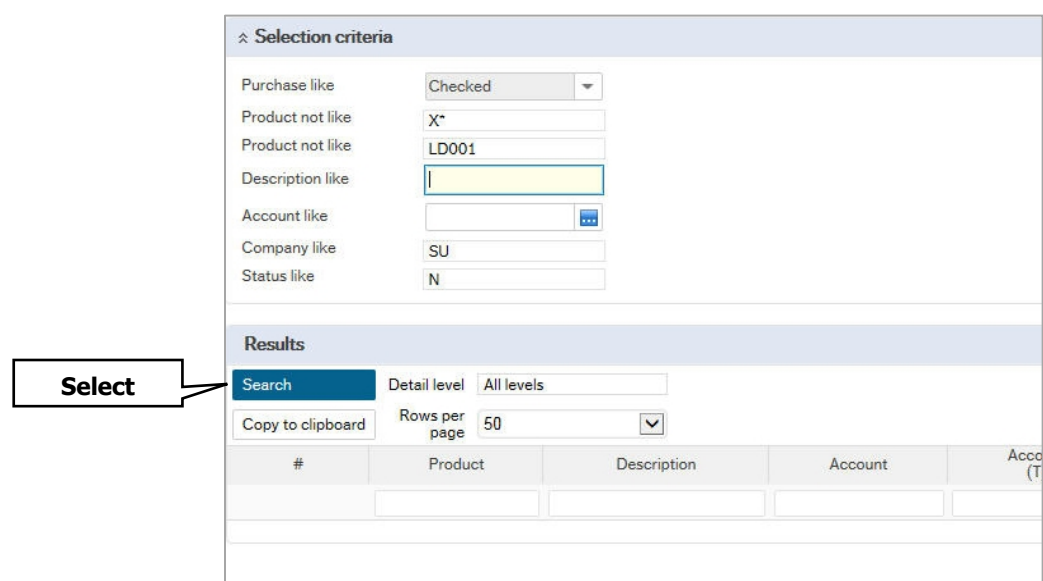 Selection criteria
Purchase like Checked
Product not like X*
Product not like LD001
Description like
Account like
Company like SU
Status like N
Results
Select
Search Detail level All levels
Copy to clipboard Rows per page 50
# Product Description Account Acco
(T